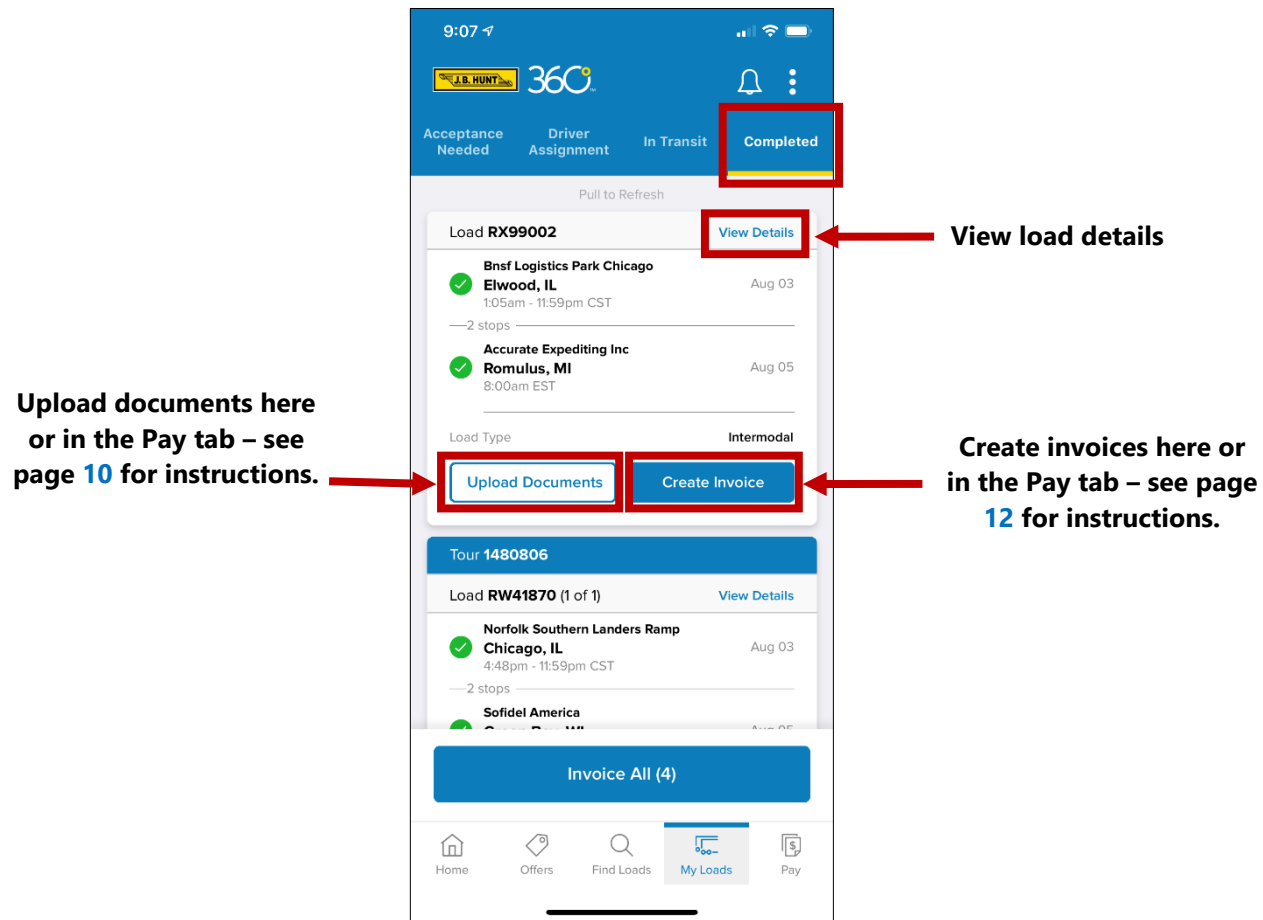 9:07
J.B. HUNT 360°
Acceptance Needed
Driver Assignment
In Transit
Completed
Pull to Refresh
Load RX99002 View Details
Bnsf Logistics Park Chicago
Elwood, IL Aug 03
1:05am - 11:59pm CST
2 stops
Accurate Expediting Inc
Romulus, MI Aug 05
8:00am EST
Load Type Intermodal
Upload Documents Create Invoice
Tour 1480806
Load RW41870 (1 of 1) View Details
Norfolk Southern Landers Ramp
Chicago, IL Aug 03
4:48pm - 11:59pm CST
2 stops
Sofidel America
Green Bay, WI Aug 05
Invoice All (4)
Home Offers Find Loads My Loads Pay
View load details
Upload documents here
or in the Pay tab – see
page 10 for instructions.
Create invoices here or
in the Pay tab – see page
12 for instructions.